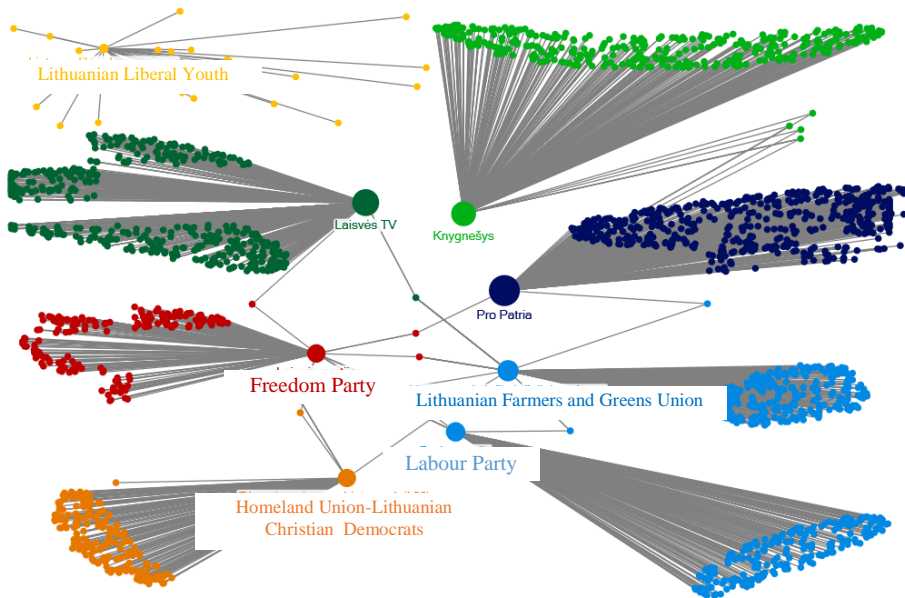 Lithuanian Liberal Youth
Laisvės TV
Knygnešys
Pro Patria
Freedom Party
Lithuanian Farmers and Greens Union
Labour Party
Homeland Union-Lithuanian
Christian Democrats